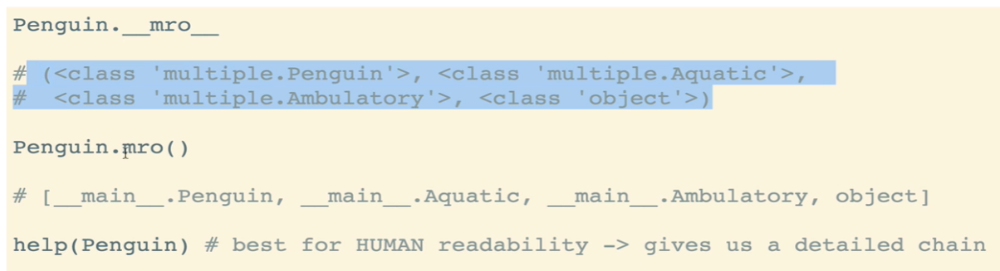 Penguin.__mro__
# (<class 'multiple.Penguin'>, <class 'multiple.Aquatic'>,
#  <class 'multiple.Ambulatory'>, <class 'object'>)
Penguin.mro()
# [__main__.Penguin, __main__.Aquatic, __main__.Ambulatory, object]
help(Penguin) # best for HUMAN readability -> gives us a detailed chain